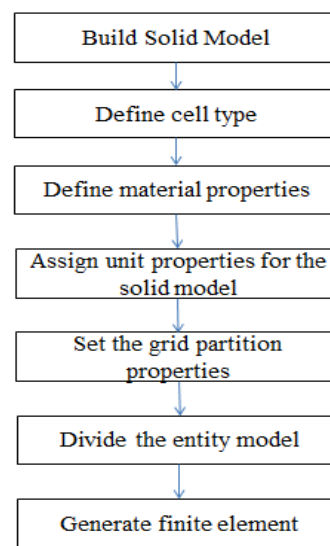 Build Solid Model
Define cell type
Define material properties
Assign unit properties for the
solid model
Set the grid partition
properties
Divide the entity model
Generate finite element